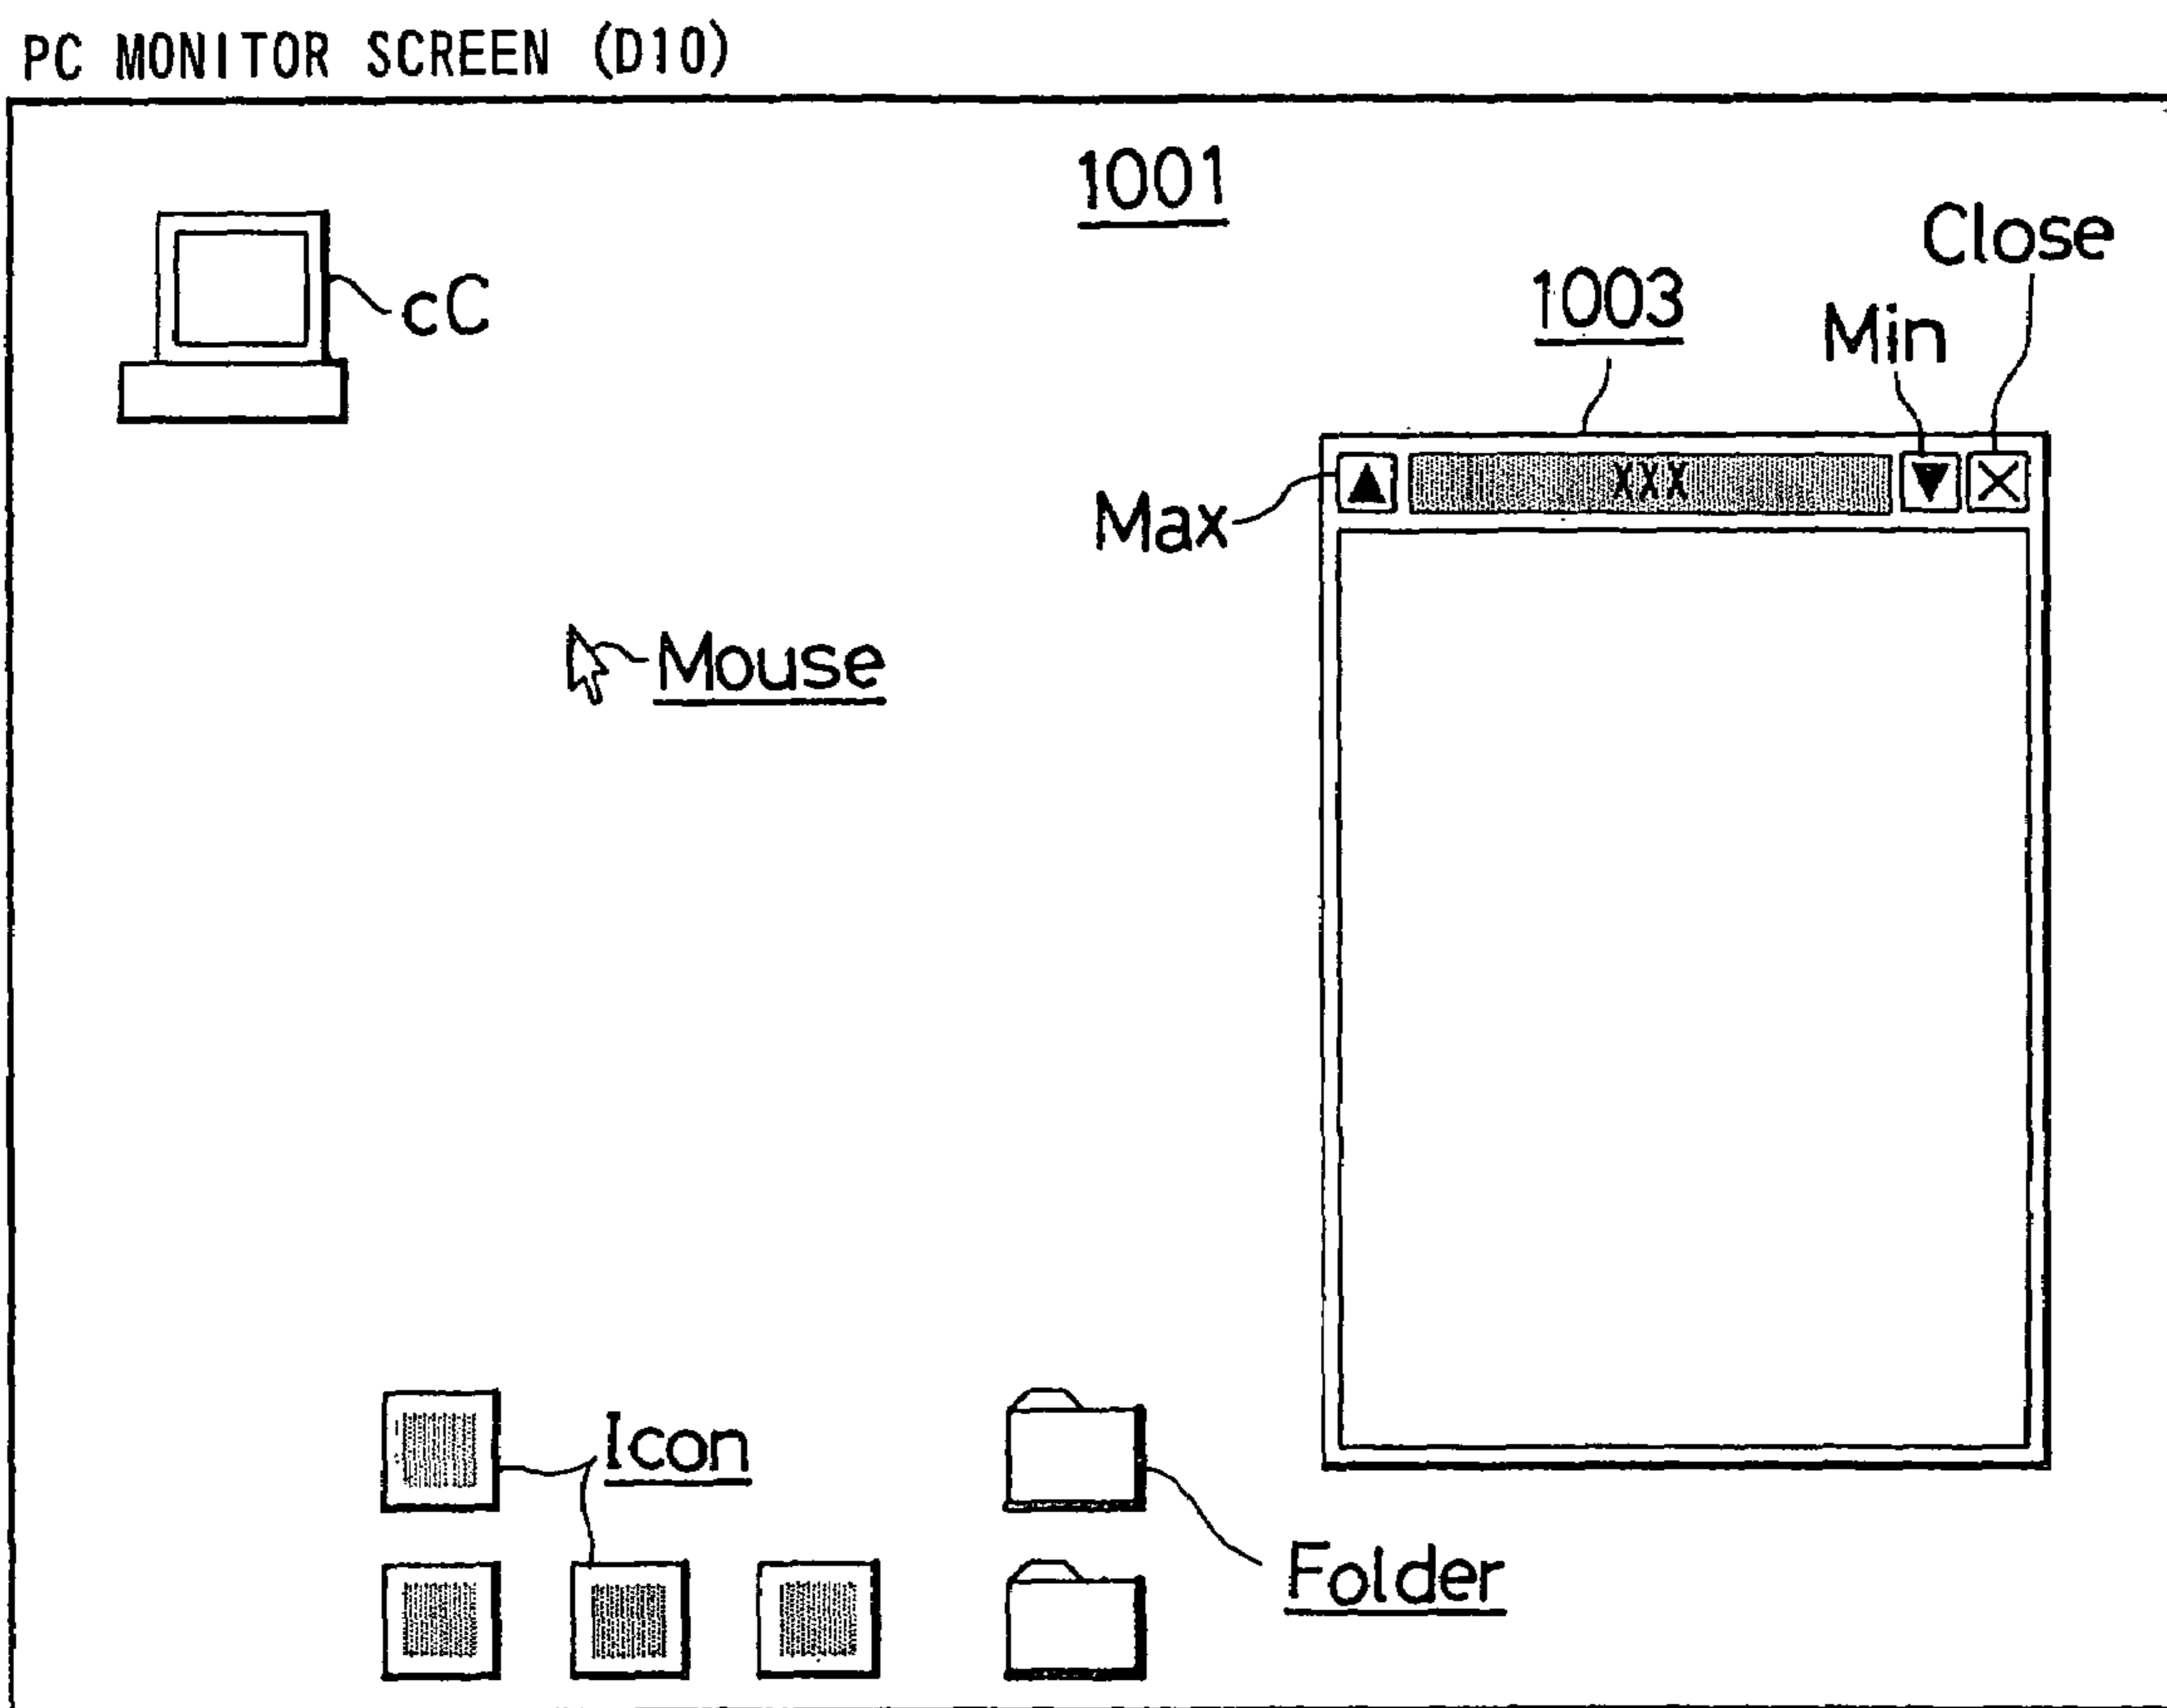 PC MONITOR SCREEN (D10)
1001
Close
cC
1003
Min
XXX
Max
Mouse
Icon
Folder